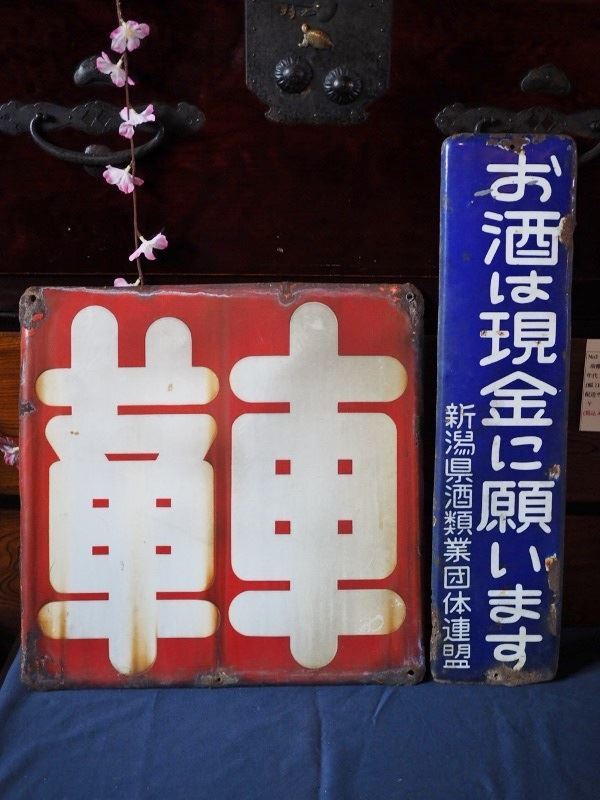 お酒は現金に願います
新潟県酒類業団体連盟
車